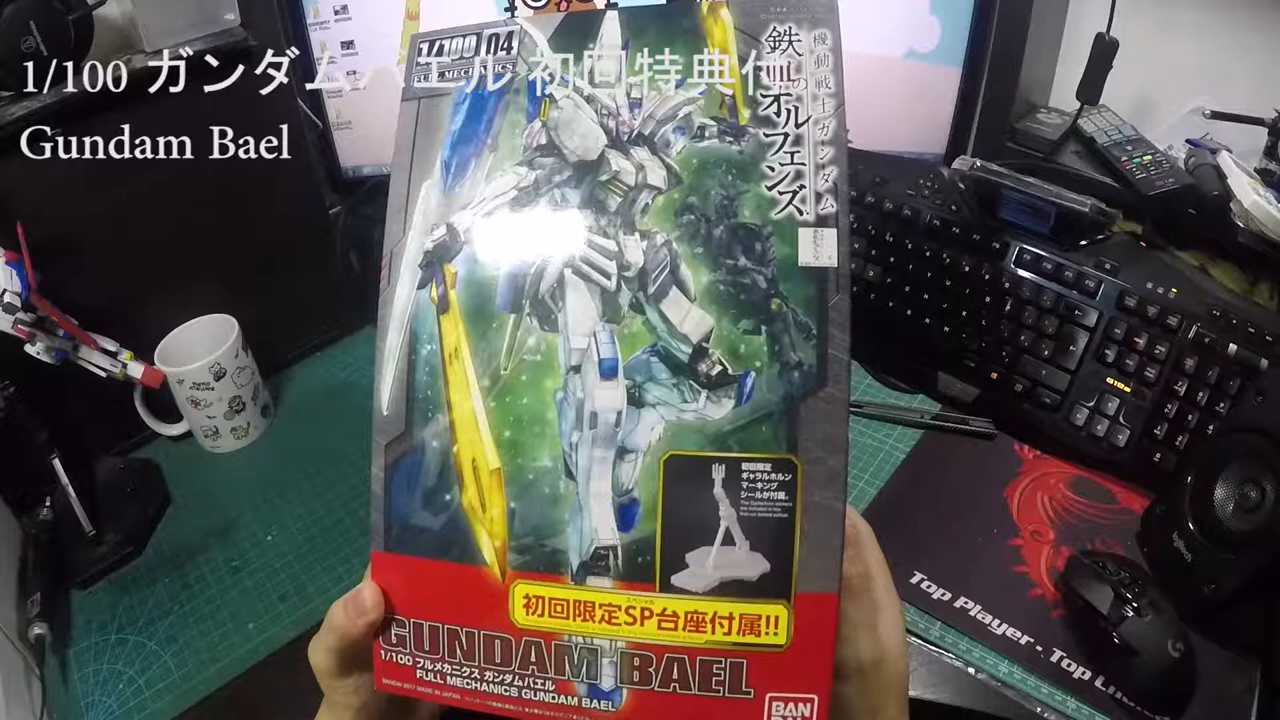 1/100 ガンダムバエル 初回特典付
Gundam Bael
1/100 04
FULL MECHANICS
機動戦士ガンダム
鉄血のオルフェンズ
初回限定
ギャラルホルン
マーキング
シールが付属。
スペシャル
初回限定SP台座付属!!
GUNDAM BAEL
1/100 フルメカニクス ガンダムバエル
FULL MECHANICS GUNDAM BAEL
BANDAI 2017 MADE IN JAPAN
BAN
DAI
Top Player - Top Li
logitech
G19s